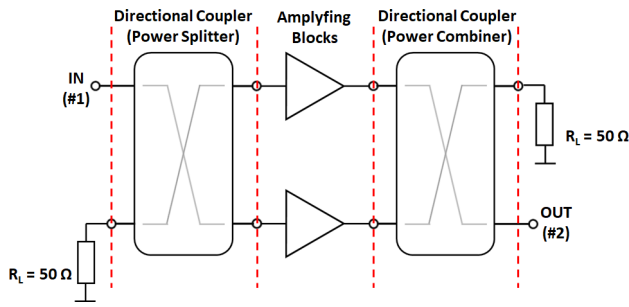 Directional Coupler
(Power Splitter)
Amplyfing
Blocks
Directional Coupler
(Power Combiner)
IN
(#1)
R_L = 50 Ω
OUT
(#2)
R_L = 50 Ω